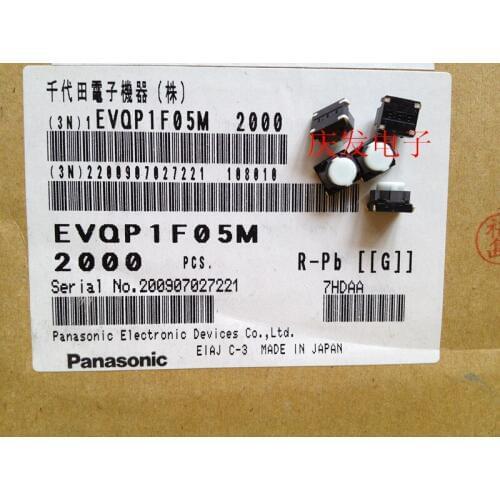 千代田電子機器(株)
(3N)1EVQP1F05M 2000
(3N)2200907027221 108010
庆发电子
EVQP1F05M
2000 PCS. R-Pb [[G]]
Serial No.200907027221 7HDAA
Panasonic Electronic Devices Co.,Ltd.
EIAJ C-3 MADE IN JAPAN
Panasonic